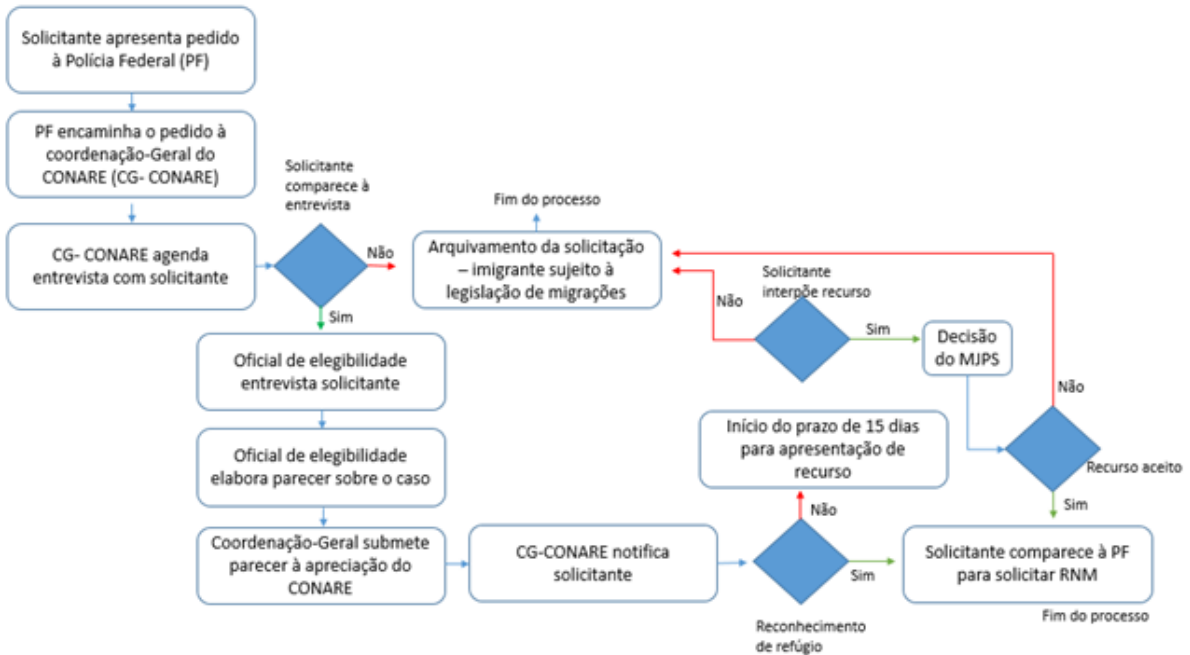 Solicitante apresenta pedido
à Polícia Federal (PF)
PF encaminha o pedido à
coordenação-Geral do
CONARE (CG- CONARE)
CG- CONARE agenda
entrevista com solicitante
Solicitante
comparece à
entrevista
Não
Sim
Fim do processo
Arquivamento da solicitação
– imigrante sujeito à
legislação de migrações
Oficial de elegibilidade
entrevista solicitante
Oficial de elegibilidade
elabora parecer sobre o caso
Coordenação-Geral submete
parecer à apreciação do
CONARE
CG-CONARE notifica
solicitante
Reconhecimento
de refúgio
Não
Sim
Início do prazo de 15 dias
para apresentação de
recurso
Solicitante
interpõe recurso
Não
Sim
Decisão
do MJPS
Recurso aceito
Não
Sim
Solicitante comparece à PF
para solicitar RNM
Fim do processo